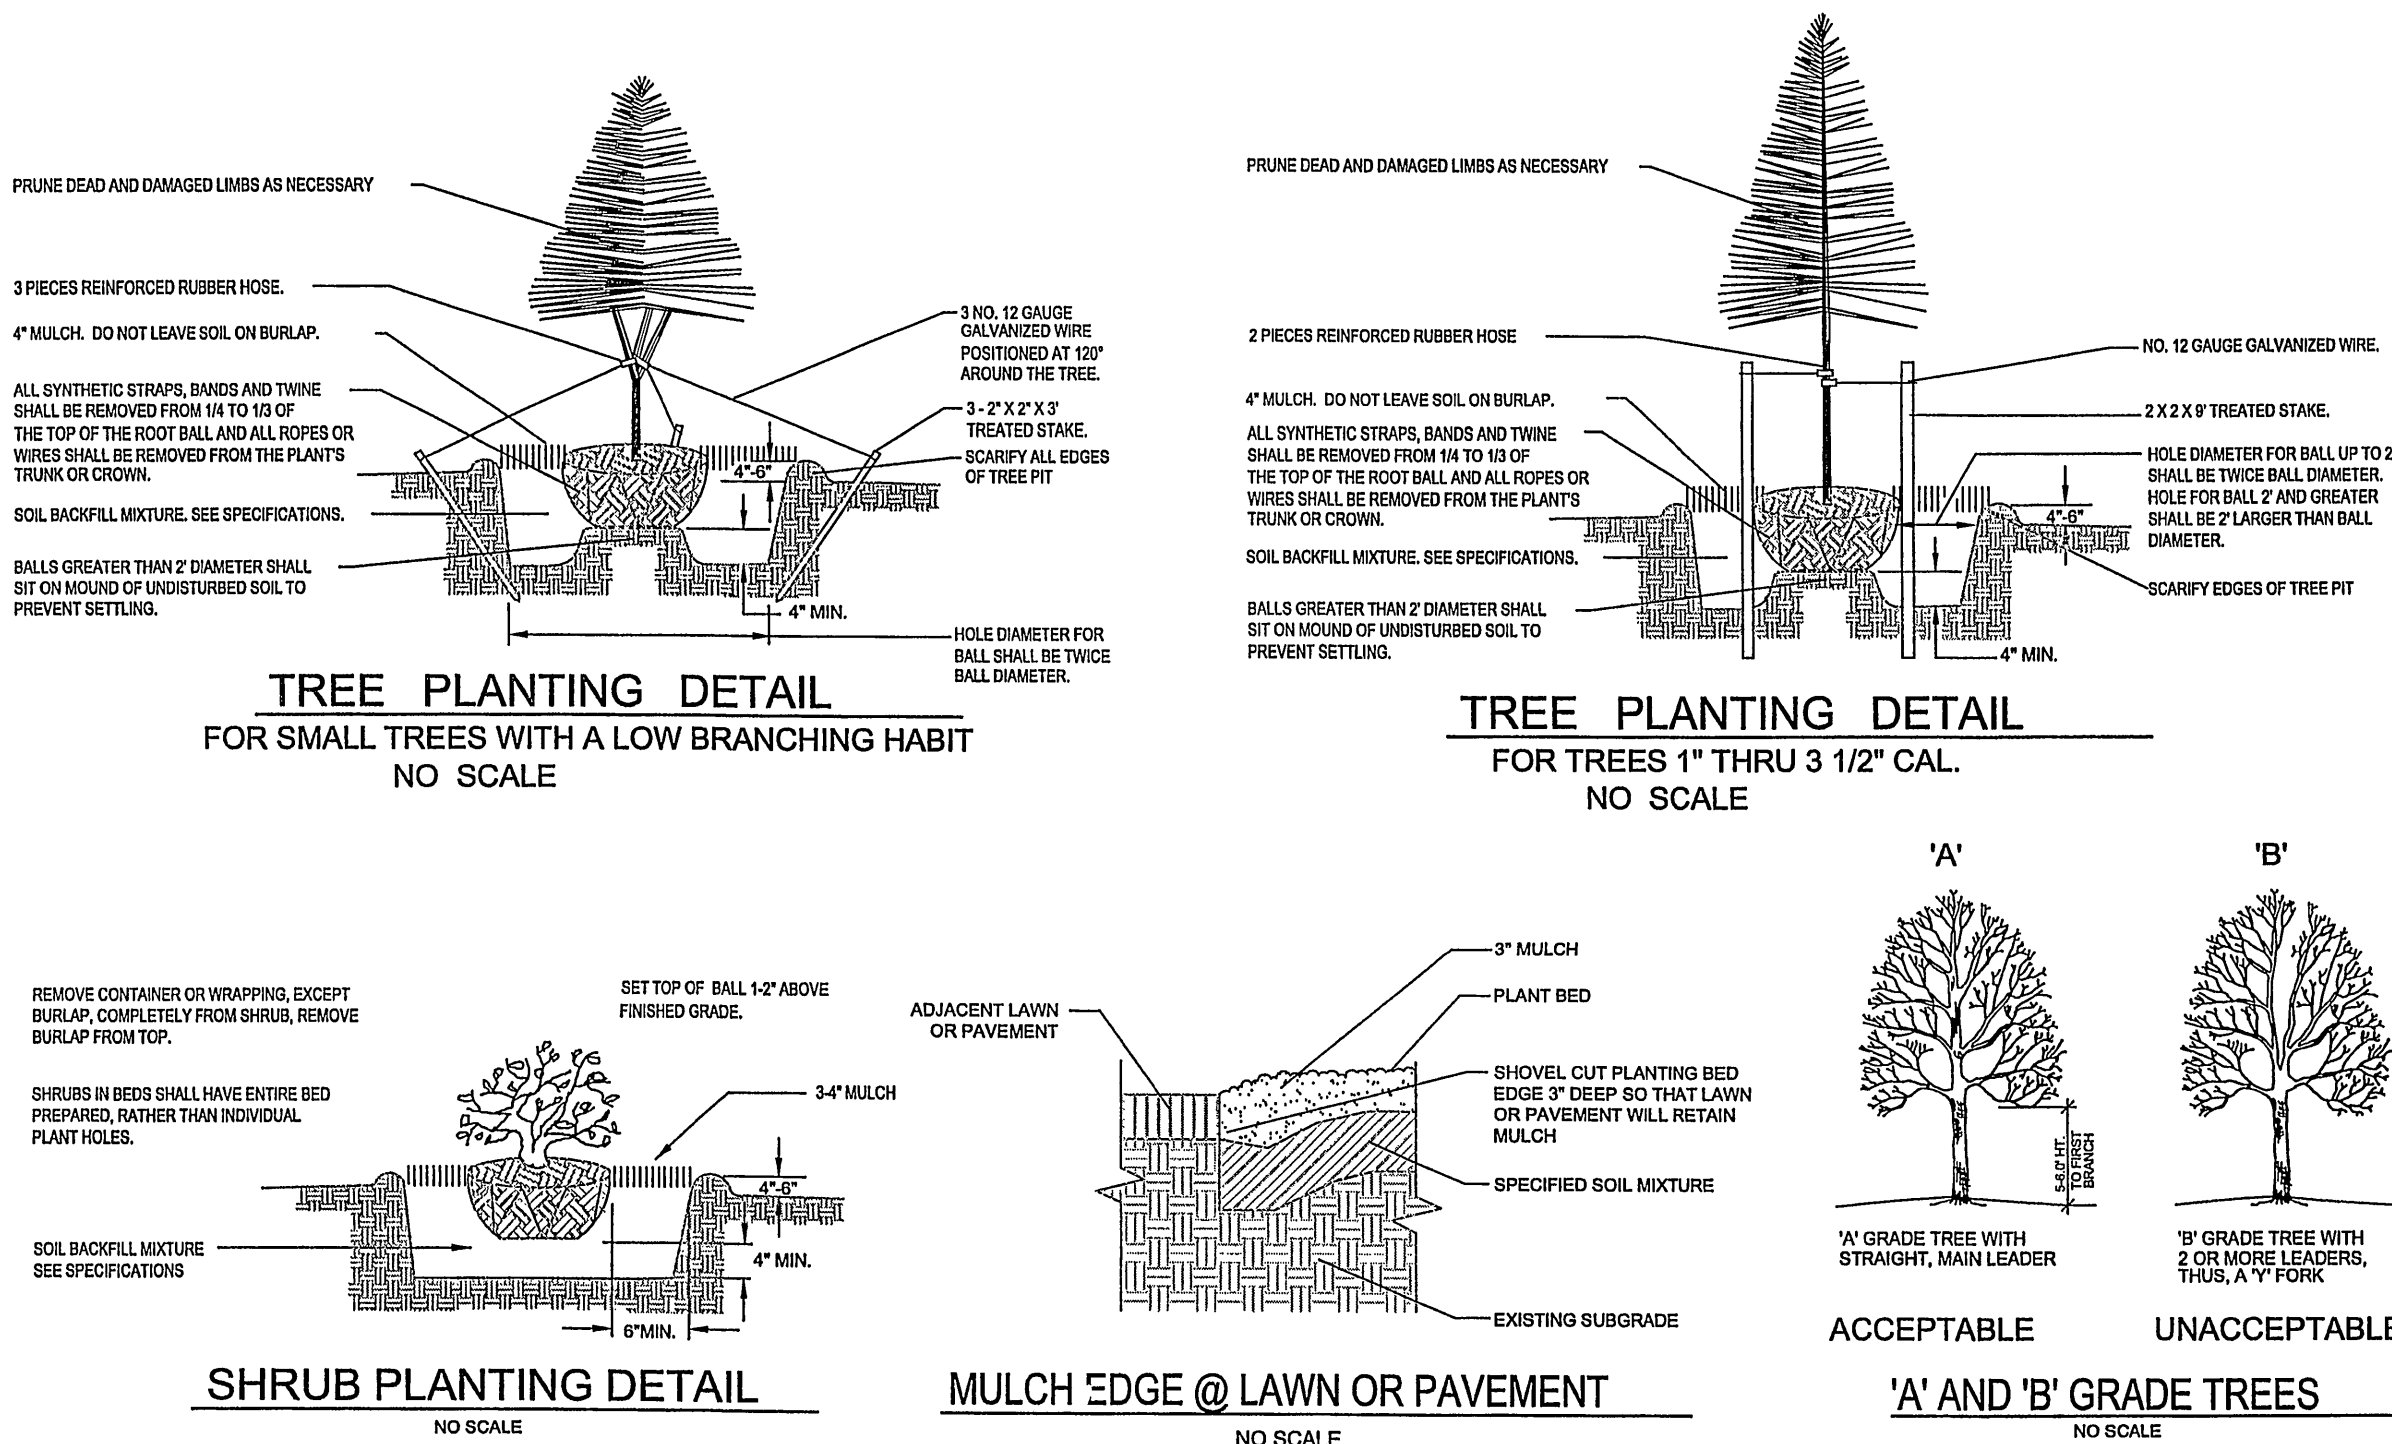 PRUNE DEAD AND DAMAGED LIMBS AS NECESSARY
3 PIECES REINFORCED RUBBER HOSE.
4" MULCH. DO NOT LEAVE SOIL ON BURLAP.
ALL SYNTHETIC STRAPS, BANDS AND TWINE
SHALL BE REMOVED FROM 1/4 TO 1/3 OF
THE TOP OF THE ROOT BALL AND ALL ROPES OR
WIRES SHALL BE REMOVED FROM THE PLANT'S
TRUNK OR CROWN.
SOIL BACKFILL MIXTURE. SEE SPECIFICATIONS.
BALLS GREATER THAN 2' DIAMETER SHALL
SIT ON MOUND OF UNDISTURBED SOIL TO
PREVENT SETTLING.
3 NO. 12 GAUGE
GALVANIZED WIRE
POSITIONED AT 120°
AROUND THE TREE.
3 - 2" X 2" X 3'
TREATED STAKE.
SCARIFY ALL EDGES
OF TREE PIT
4"-6"
4" MIN.
HOLE DIAMETER FOR
BALL SHALL BE TWICE
BALL DIAMETER.
TREE PLANTING DETAIL
FOR SMALL TREES WITH A LOW BRANCHING HABIT
NO SCALE
PRUNE DEAD AND DAMAGED LIMBS AS NECESSARY
2 PIECES REINFORCED RUBBER HOSE
4" MULCH. DO NOT LEAVE SOIL ON BURLAP.
ALL SYNTHETIC STRAPS, BANDS AND TWINE
SHALL BE REMOVED FROM 1/4 TO 1/3 OF
THE TOP OF THE ROOT BALL AND ALL ROPES OR
WIRES SHALL BE REMOVED FROM THE PLANT'S
TRUNK OR CROWN.
SOIL BACKFILL MIXTURE. SEE SPECIFICATIONS.
BALLS GREATER THAN 2' DIAMETER SHALL
SIT ON MOUND OF UNDISTURBED SOIL TO
PREVENT SETTLING.
NO. 12 GAUGE GALVANIZED WIRE.
2 X 2 X 9' TREATED STAKE.
HOLE DIAMETER FOR BALL UP TO 2
SHALL BE TWICE BALL DIAMETER.
HOLE FOR BALL 2' AND GREATER
SHALL BE 2' LARGER THAN BALL
DIAMETER.
4"-6"
SCARIFY EDGES OF TREE PIT
4" MIN.
TREE PLANTING DETAIL
FOR TREES 1" THRU 3 1/2" CAL.
NO SCALE
REMOVE CONTAINER OR WRAPPING, EXCEPT
BURLAP, COMPLETELY FROM SHRUB, REMOVE
BURLAP FROM TOP.
SHRUBS IN BEDS SHALL HAVE ENTIRE BED
PREPARED, RATHER THAN INDIVIDUAL
PLANT HOLES.
SOIL BACKFILL MIXTURE
SEE SPECIFICATIONS
SET TOP OF BALL 1-2" ABOVE
FINISHED GRADE.
3-4" MULCH
4"-6"
4" MIN.
6"MIN.
SHRUB PLANTING DETAIL
NO SCALE
ADJACENT LAWN
OR PAVEMENT
3" MULCH
PLANT BED
SHOVEL CUT PLANTING BED
EDGE 3" DEEP SO THAT LAWN
OR PAVEMENT WILL RETAIN
MULCH
SPECIFIED SOIL MIXTURE
EXISTING SUBGRADE
MULCH EDGE @ LAWN OR PAVEMENT
NO SCALE
'A'
5-6.0' HT.
TO FIRST
BRANCH
'A' GRADE TREE WITH
STRAIGHT, MAIN LEADER
ACCEPTABLE
'B'
'B' GRADE TREE WITH
2 OR MORE LEADERS,
THUS, A 'Y' FORK
UNACCEPTABLE
'A' AND 'B' GRADE TREES
NO SCALE